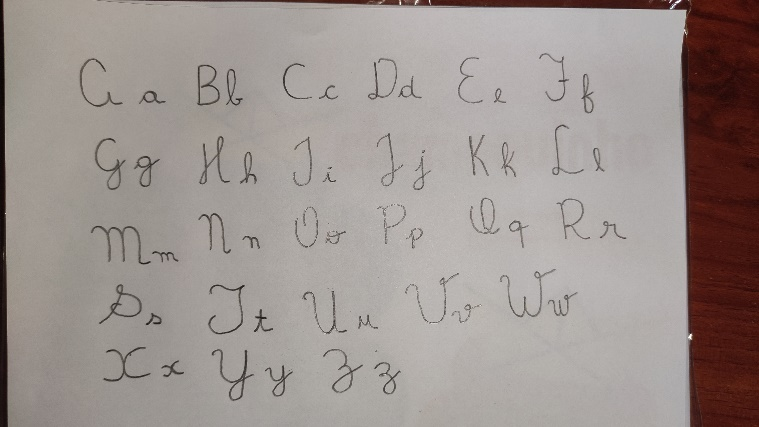 Aa Bb Cc Dd Ee Ff
Gg Hh Ii Jj Kk Ll
Mm Nn Oo Pp Qq Rr
Ss Tt Uu Vv Ww
Xx Yy Zz